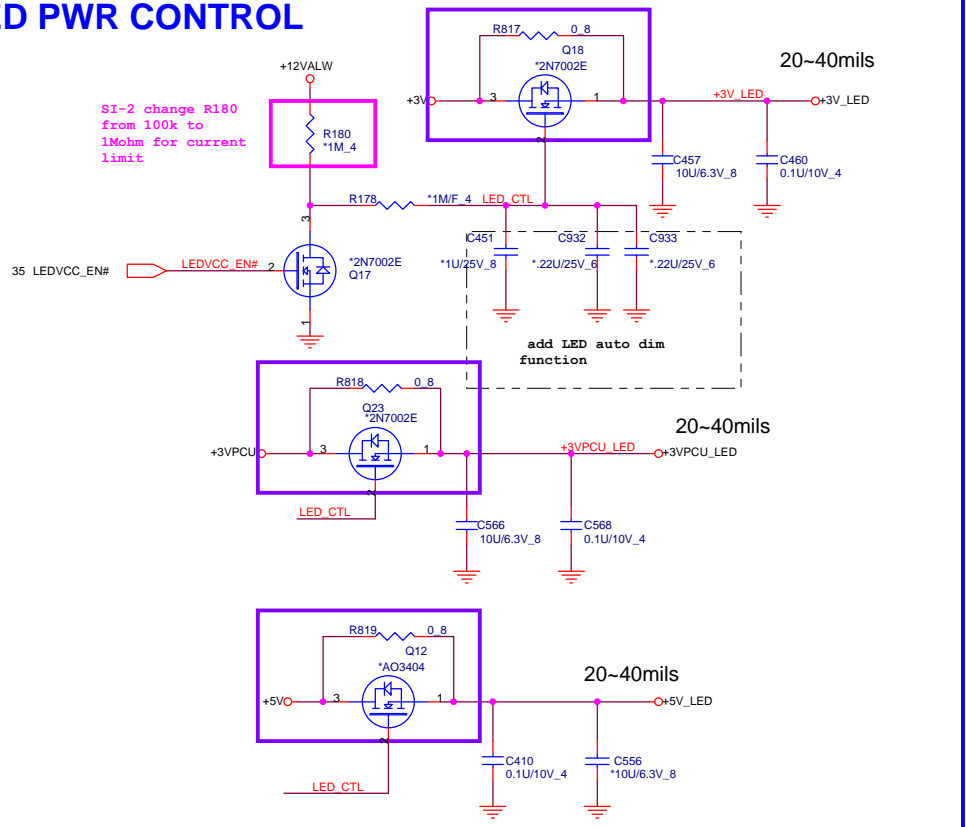 ED PWR CONTROL
R817 0_8
Q18
*2N7002E
20~40mils
+12VALW
SI-2 change R180
from 100k to
1Mohm for current
limit
R180
*1M_4
+3V 3 1 +3V_LED +3V_LED
2
C457
10U/6.3V_8
C460
0.1U/10V_4
R178 *1M/F_4 LED_CTL
3
C451 C932 C933
*1U/25V_8 *.22U/25V_6 *.22U/25V_6
35 LEDVCC_EN# LEDVCC_EN# 2
*2N7002E
Q17
1
add LED auto dim
function
R818 0_8
Q23
*2N7002E
20~40mils
+3VPCU 3 1 +3VPCU_LED +3VPCU_LED
2
LED_CTL
C566
10U/6.3V_8
C568
0.1U/10V_4
R819 0_8
Q12
*AO3404
20~40mils
+5V 3 1 +5V_LED
2
LED_CTL
C410
0.1U/10V_4
C556
*10U/6.3V_8